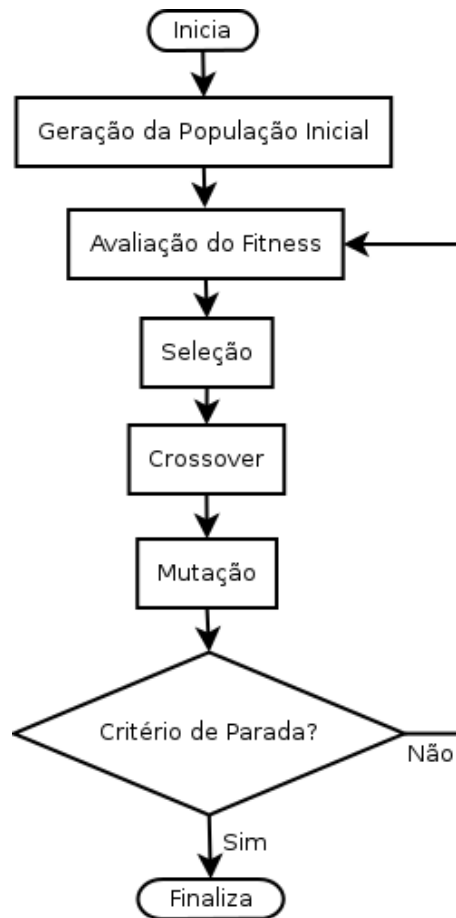 Inicia
Geração da População Inicial
Avaliação do Fitness
Seleção
Crossover
Mutação
Critério de Parada?
Não
Sim
Finaliza